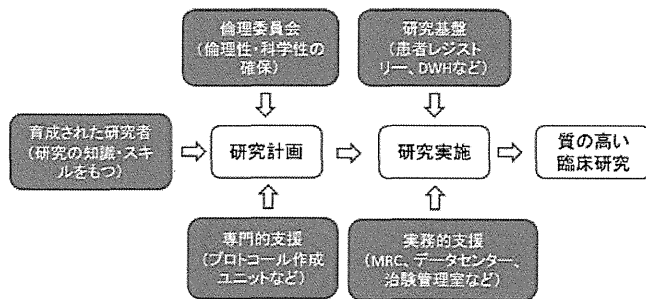 倫理委員会
(倫理性・科学性の
確保)
研究基盤
(患者レジスト
リー、DWHなど)
育成された研究者
(研究の知識・スキ
ルをもつ)
研究計画
研究実施
質の高い
臨床研究
専門的支援
(プロトコール作成
ユニットなど)
実務的支援
(MRC、データセンター、
治験管理室など)